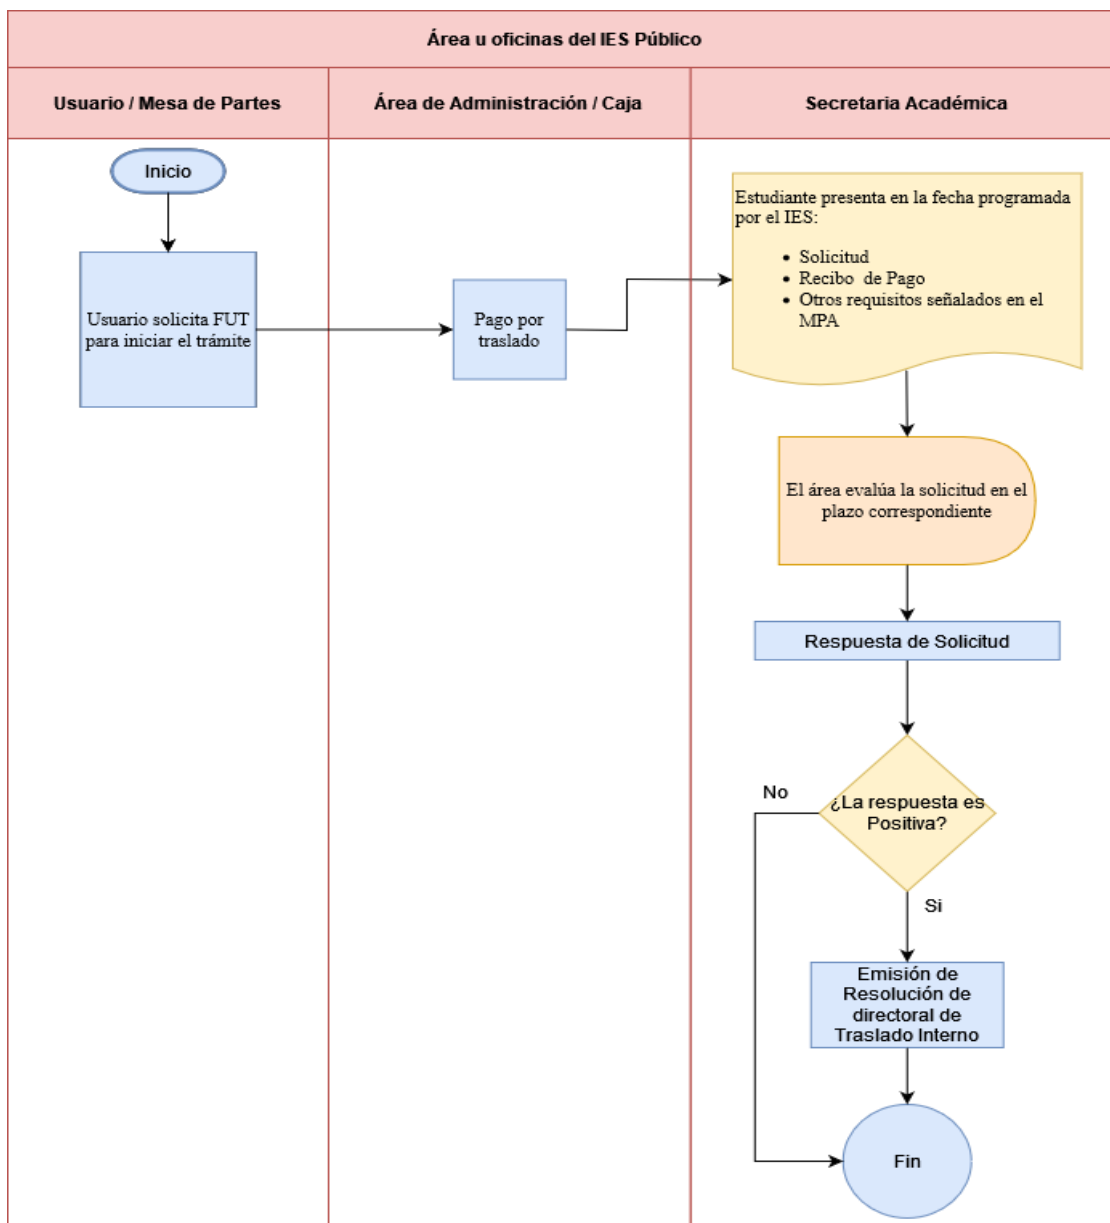 Área u oficinas del IES Público
Usuario / Mesa de Partes
Área de Administración / Caja
Secretaria Académica
Inicio
Usuario solicita FUT
para iniciar el trámite
Pago por
traslado
Estudiante presenta en la fecha programada
por el IES:
• Solicitud
• Recibo de Pago
• Otros requisitos señalados en el
MPA
El área evalúa la solicitud en el
plazo correspondiente
Respuesta de Solicitud
¿La respuesta es
Positiva?
No
Si
Emisión de
Resolución de
directoral de
Traslado Interno
Fin